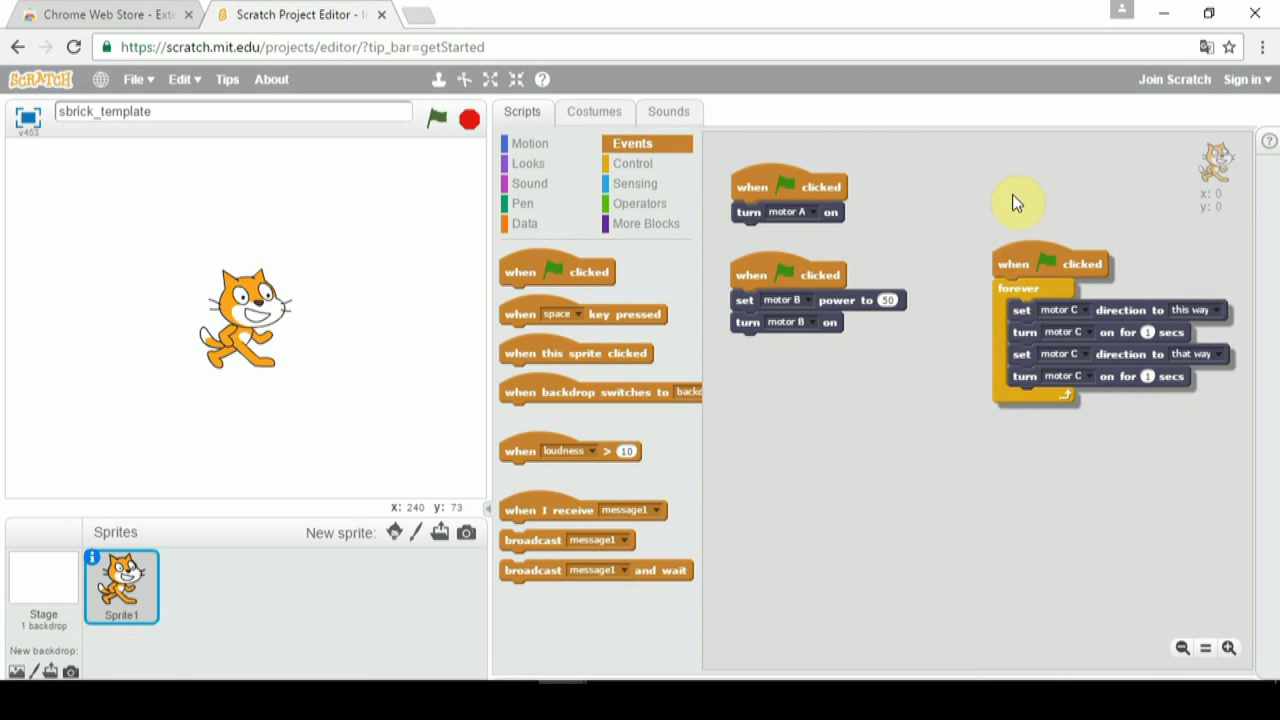 Chrome Web Store - Exte
Scratch Project Editor - I
https://scratch.mit.edu/projects/editor/?tip_bar=getStarted
SCRATCH File Edit Tips About Join Scratch Sign in
v453
sbrick_template
Scripts Costumes Sounds
Motion Events
Looks Control
Sound Sensing
Pen Operators
Data More Blocks
when clicked
when space key pressed
when this sprite clicked
when backdrop switches to backd
when loudness > 10
when I receive message1
broadcast message1
broadcast message1 and wait
when clicked
turn motor A on
when clicked
set motor B power to 50
turn motor B on
when clicked
forever
set motor C direction to this way
turn motor C on for 1 secs
set motor C direction to that way
turn motor C on for 1 secs
x: 0
y: 0
x: 240 y: 73
Sprites New sprite:
Stage
1 backdrop
Sprite1
New backdrop: